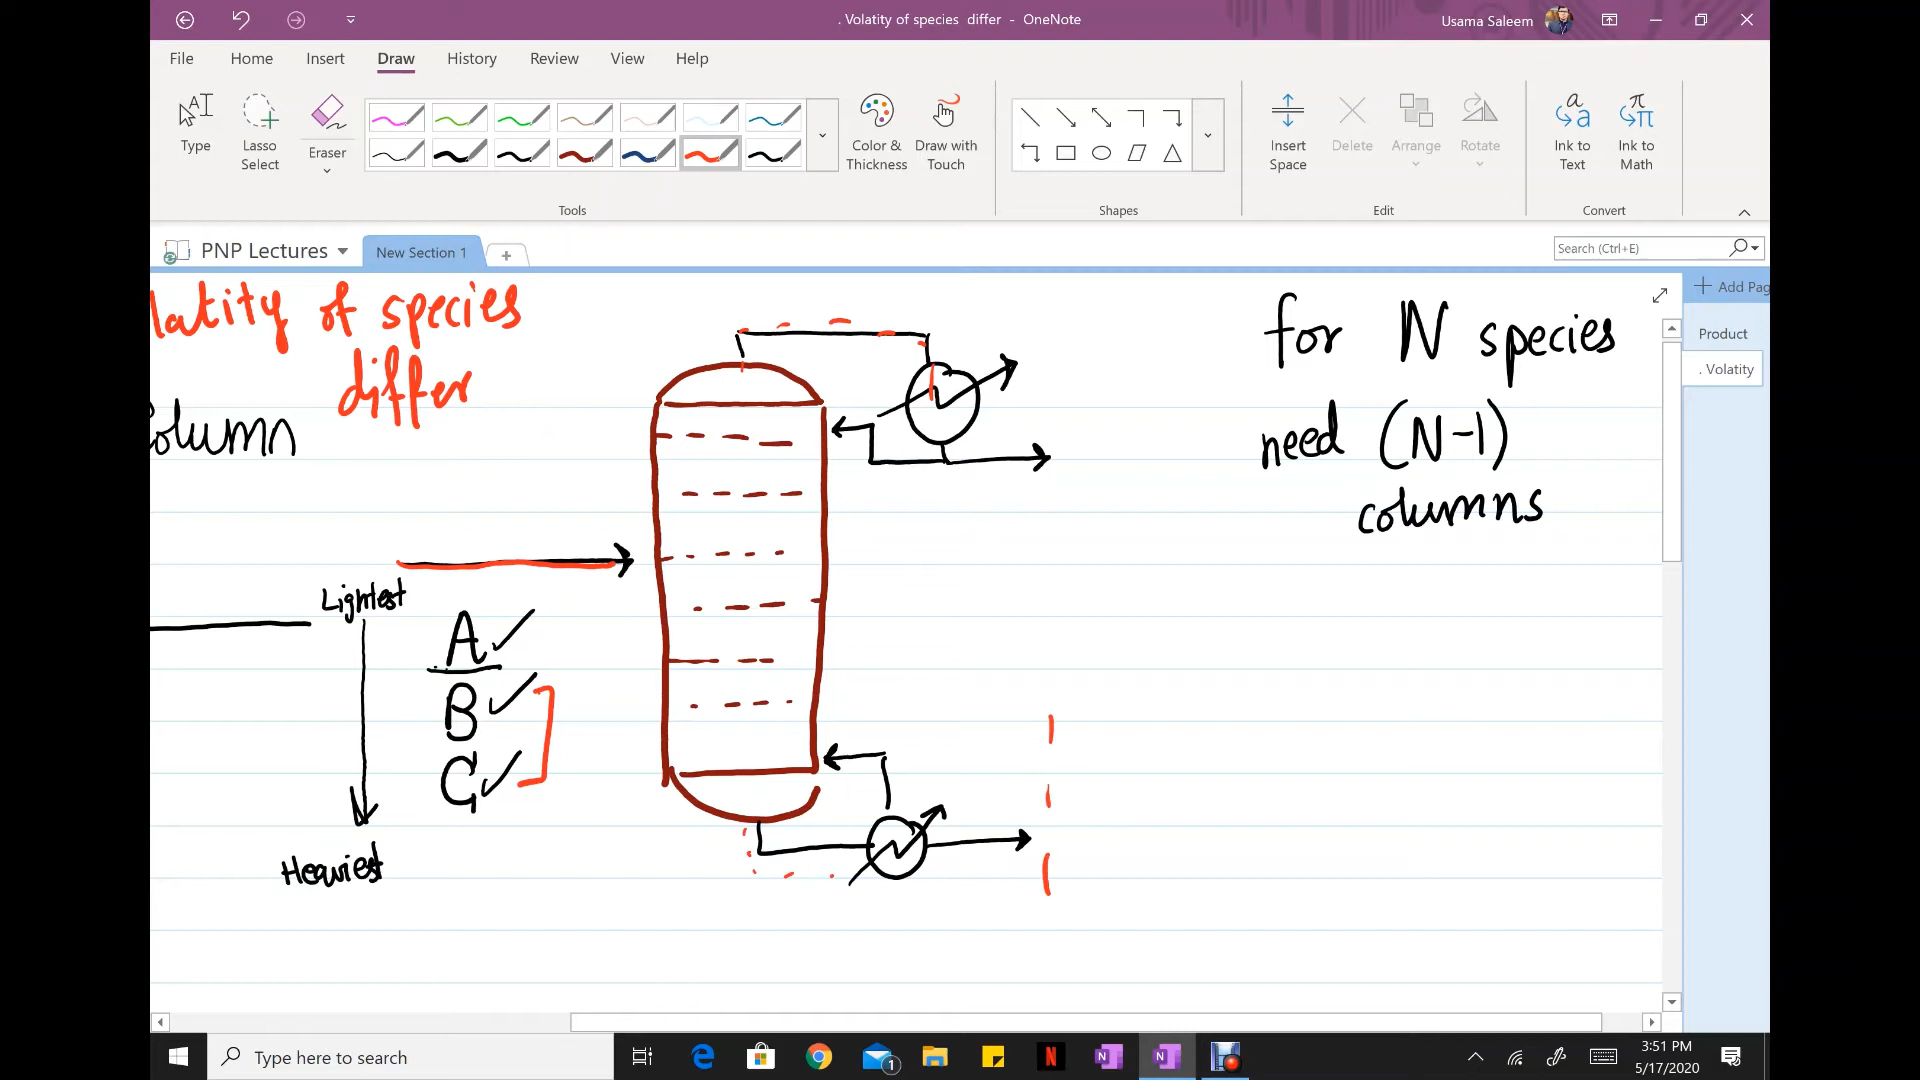 . Volatity of species differ - OneNote
Usama Saleem
File Home Insert Draw History Review View Help
Type
Lasso Select
Eraser
Color & Thickness
Draw with Touch
Insert Space
Delete
Arrange
Rotate
Ink to Text
Ink to Math
Tools
Shapes
Edit
Convert
PNP Lectures
New Section 1
Search (Ctrl+E)
Add Pag
Product
. Volatity
latity of species
differ
Column
for N species
need (N-1)
columns
Lightest
A
B
C
Heaviest
Type here to search
1
3:51 PM
5/17/2020